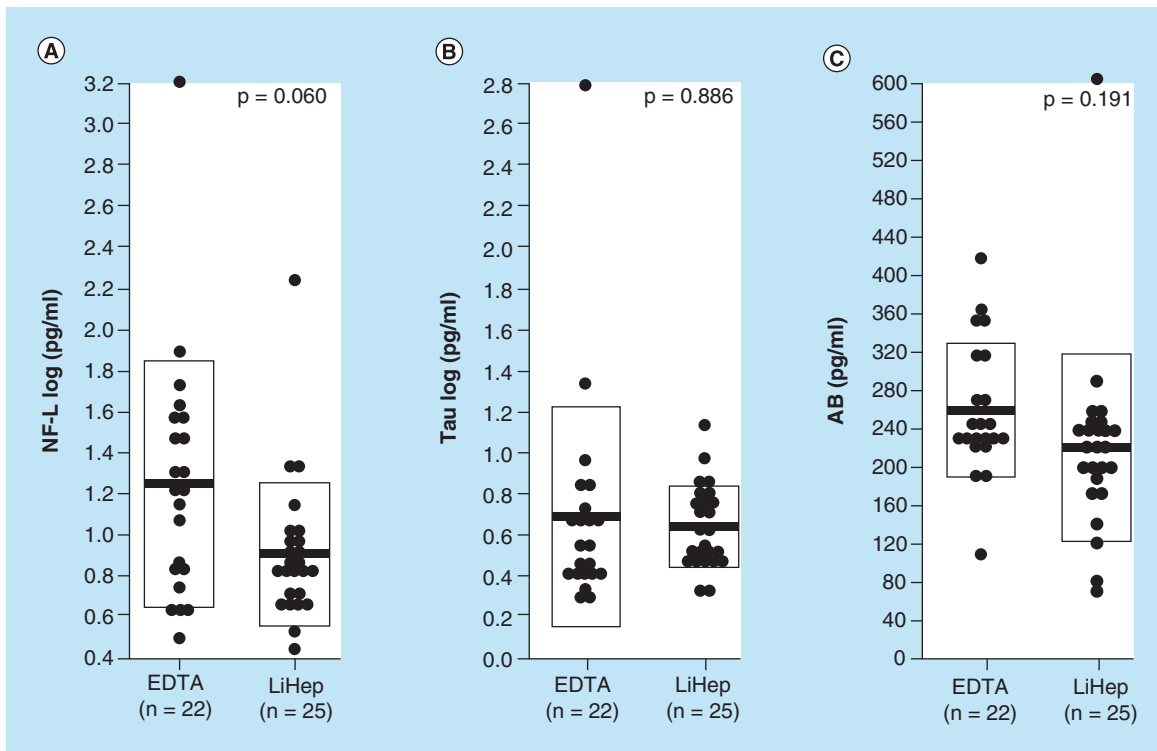 A
NF-L log (pg/ml)
3.2
3.0
2.8
2.6
2.4
2.2
2.0
1.8
1.6
1.4
1.2
1.0
0.8
0.6
0.4
p = 0.060
EDTA
(n = 22)
LiHep
(n = 25)
B
Tau log (pg/ml)
2.8
2.6
2.4
2.2
2.0
1.8
1.6
1.4
1.2
1.0
0.8
0.6
0.4
0.2
0.0
p = 0.886
EDTA
(n = 22)
LiHep
(n = 25)
C
AB (pg/ml)
600
560
520
480
440
400
360
320
260
240
200
160
120
80
40
0
p = 0.191
EDTA
(n = 22)
LiHep
(n = 25)